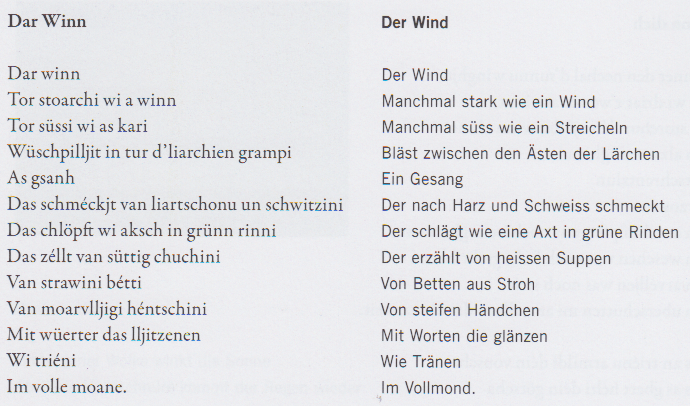 Dar Winn
Dar winn
Tor stoarchi wi a winn
Tor süssi wi as kari
Wüschpilljit in tur d'liarchien grampi
As gsanh
Das schméckjt van liartschonu un schwitzini
Das chlöpft wi aksch in grünn rinni
Das zéllt van süttig chuchini
Van strawini bétti
Van moarvlljigi héntschini
Mit wüerter das lljitzenen
Wi triéni
Im volle moane.
Der Wind
Der Wind
Manchmal stark wie ein Wind
Manchmal süss wie ein Streicheln
Bläst zwischen den Ästen der Lärchen
Ein Gesang
Der nach Harz und Schweiss schmeckt
Der schlägt wie eine Axt in grüne Rinden
Der erzählt von heissen Suppen
Von Betten aus Stroh
Von steifen Händchen
Mit Worten die glänzen
Wie Tränen
Im Vollmond.